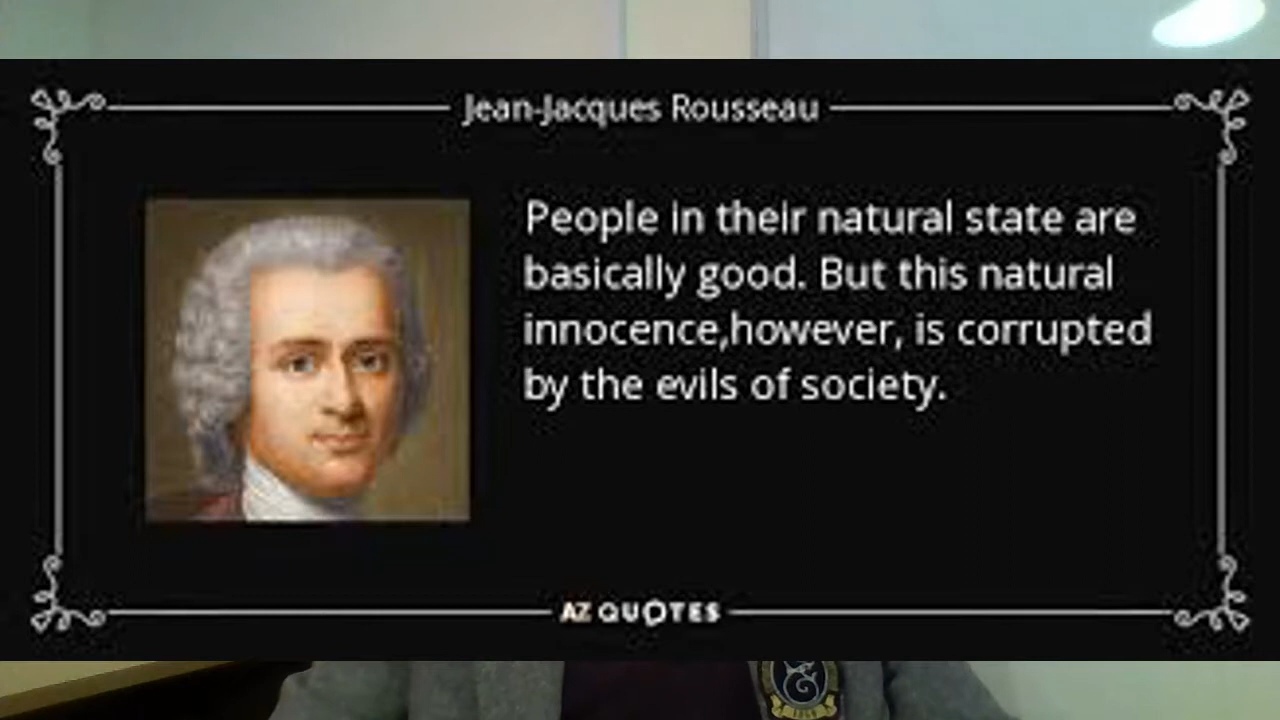 Jean-Jacques Rousseau
People in their natural state are
basically good. But this natural
innocence,however, is corrupted
by the evils of society.
AZ QUOTES